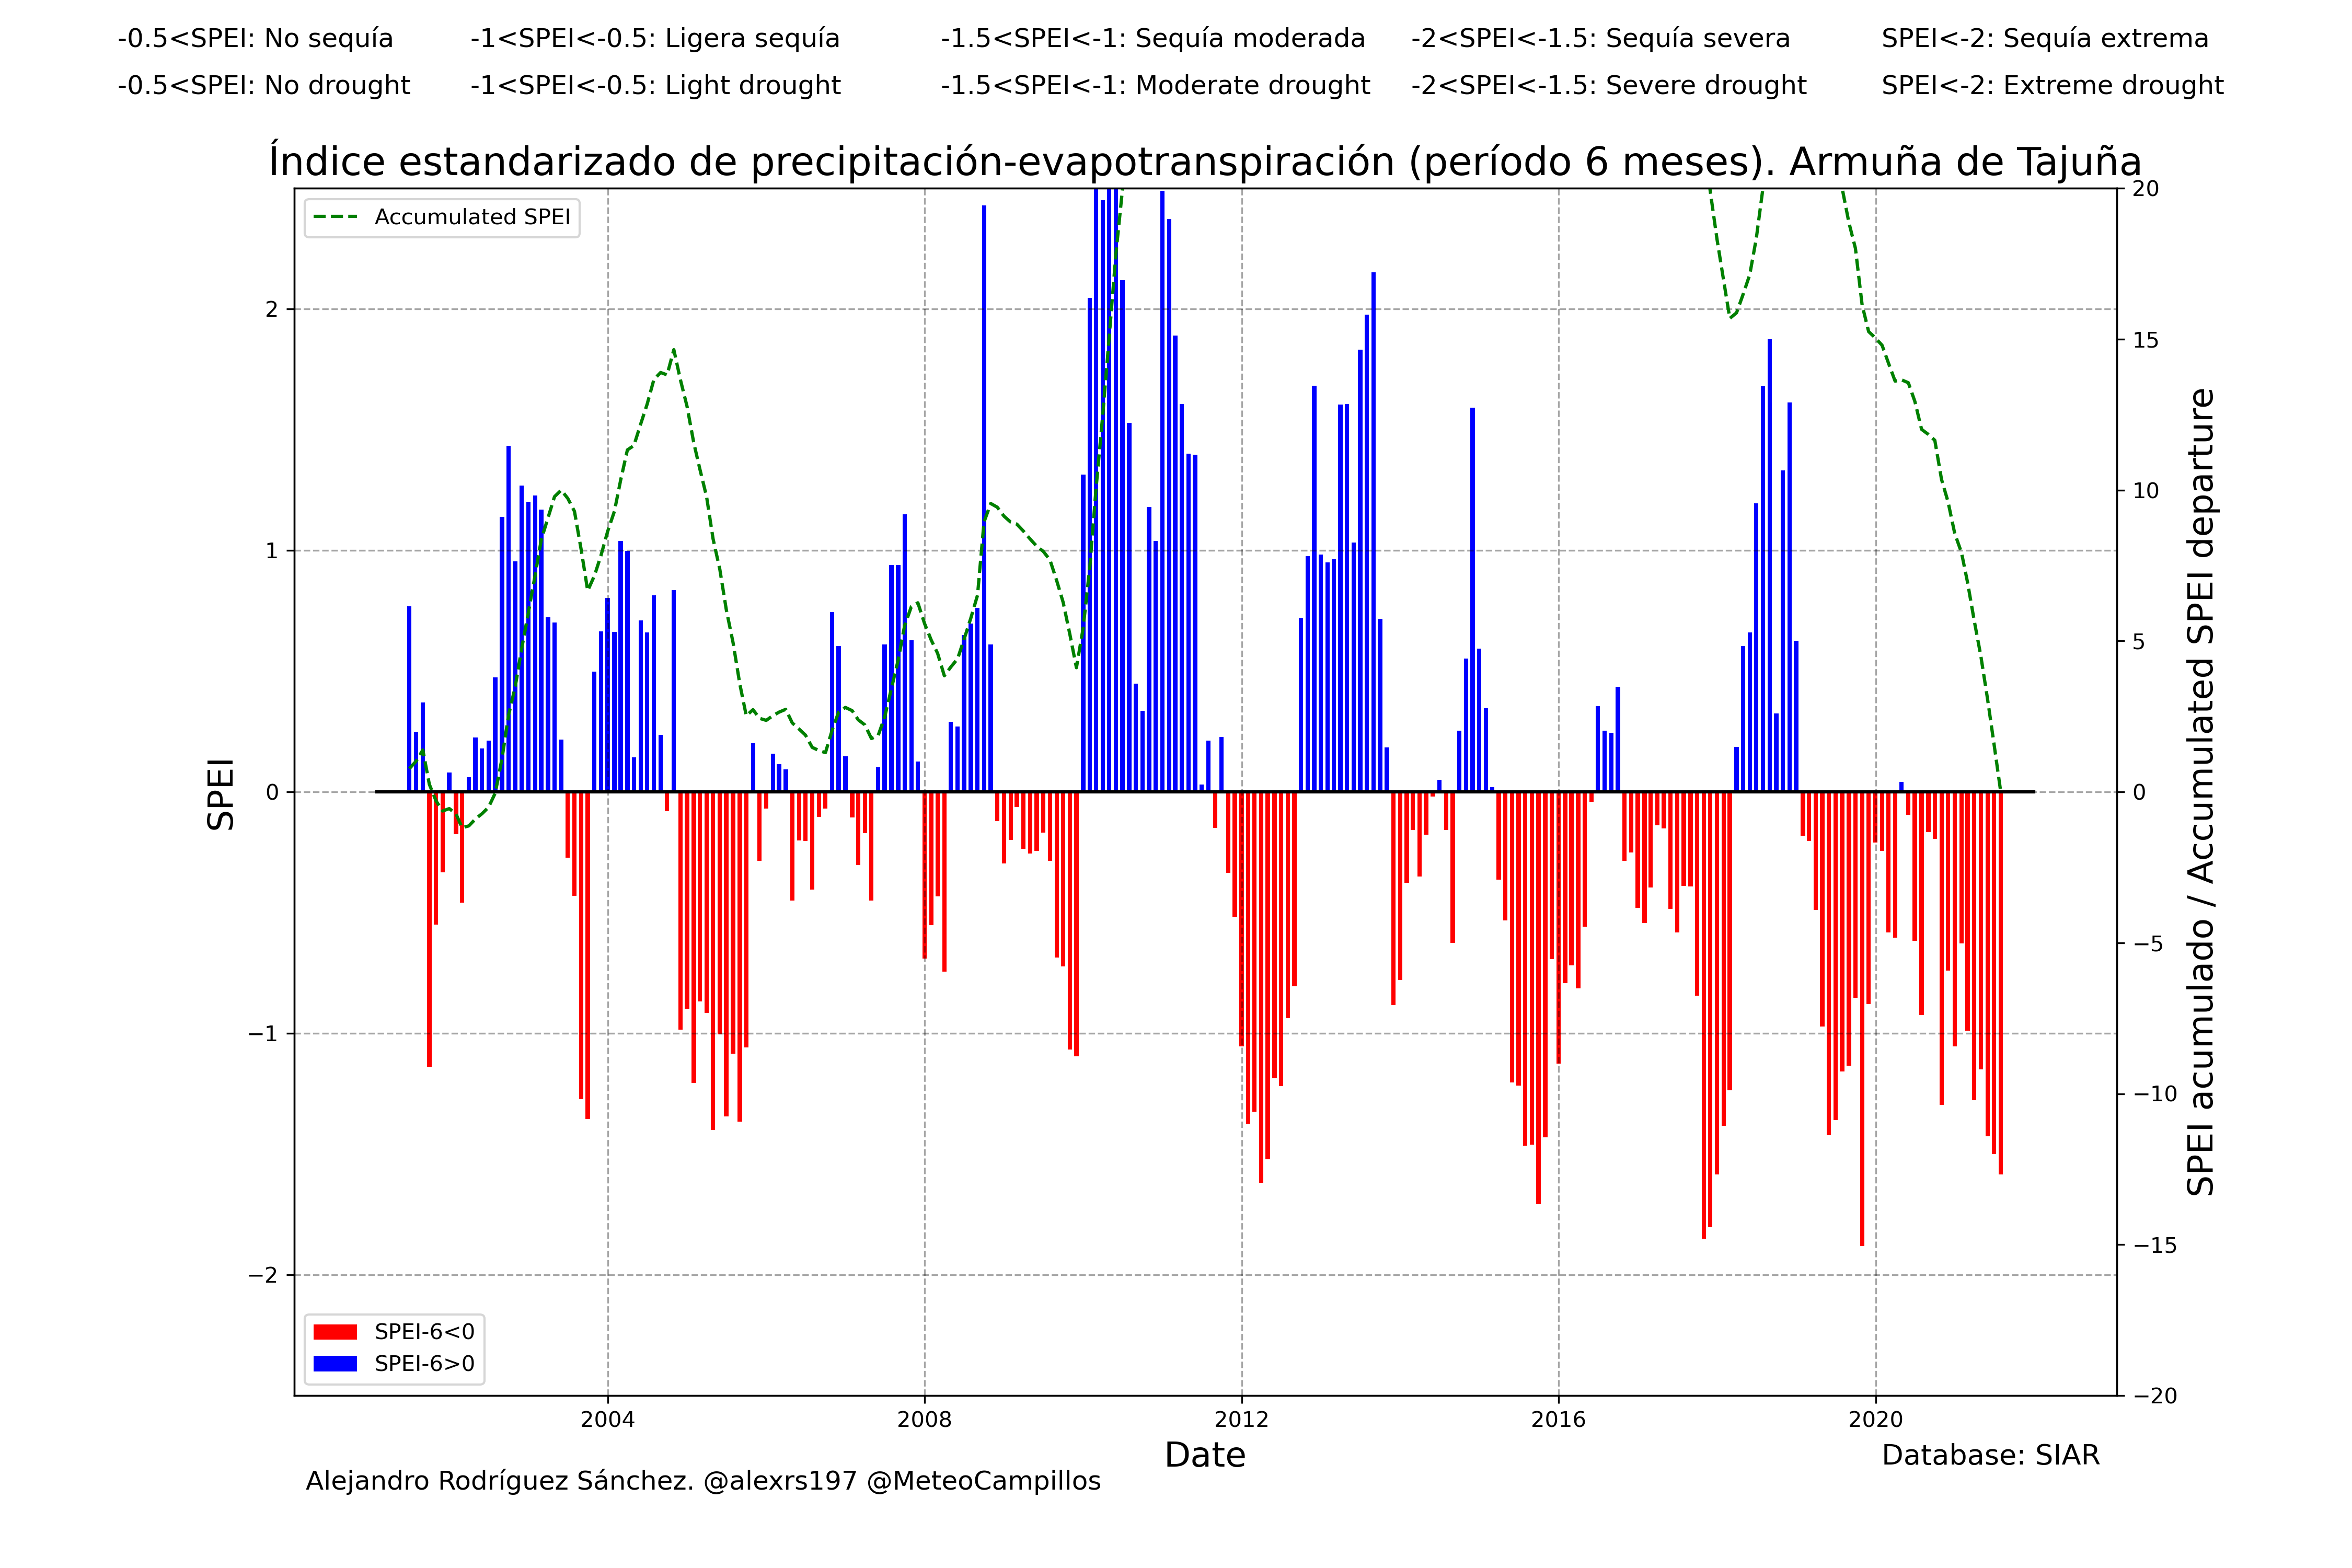 -0.5<SPEI: No sequía -1<SPEI<-0.5: Ligera sequía -1.5<SPEI<-1: Sequía moderada -2<SPEI<-1.5: Sequía severa SPEI<-2: Sequía extrema
-0.5<SPEI: No drought -1<SPEI<-0.5: Light drought -1.5<SPEI<-1: Moderate drought -2<SPEI<-1.5: Severe drought SPEI<-2: Extreme drought
Índice estandarizado de precipitación-evapotranspiración (período 6 meses). Armuña de Tajuña
Accumulated SPEI
2
1
0
−1
−2
SPEI
20
15
10
5
0
−5
−10
−15
−20
SPEI acumulado / Accumulated SPEI departure
SPEI-6<0
SPEI-6>0
2004 2008 2012 2016 2020
Date
Database: SIAR
Alejandro Rodríguez Sánchez. @alexrs197 @MeteoCampillos